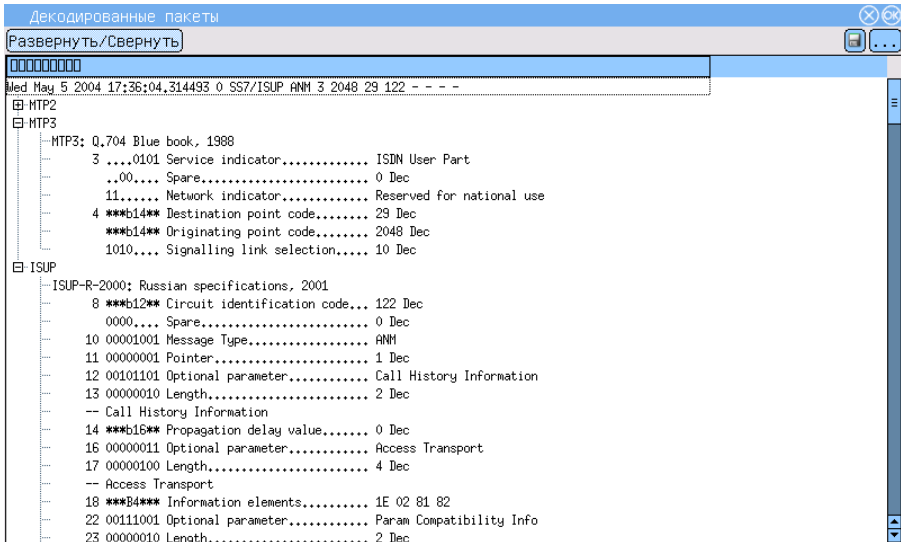 Декодированные пакеты
Развернуть/Свернуть
...
Wed May 5 2004 17:36:04.314493 0 SS7/ISUP ANM 3 2048 29 122 - - - -
MTP2
MTP3
MTP3: Q.704 Blue book, 1988
3 ....0101 Service indicator............. ISDN User Part
..00.... Spare......................... 0 Dec
11...... Network indicator............. Reserved for national use
4 ***b14** Destination point code........ 29 Dec
***b14** Originating point code........ 2048 Dec
1010.... Signalling link selection..... 10 Dec
ISUP
ISUP-R-2000: Russian specifications, 2001
8 ***b12** Circuit identification code... 122 Dec
0000.... Spare......................... 0 Dec
10 00001001 Message Type.................. ANM
11 00000001 Pointer....................... 1 Dec
12 00101101 Optional parameter............ Call History Information
13 00000010 Length........................ 2 Dec
-- Call History Information
14 ***b16** Propagation delay value....... 0 Dec
16 00000011 Optional parameter............ Access Transport
17 00000100 Length........................ 4 Dec
-- Access Transport
18 ***B4*** Information elements.......... 1E 02 81 82
22 00111001 Optional parameter............ Param Compatibility Info
23 00000010 Length........................ 2 Dec